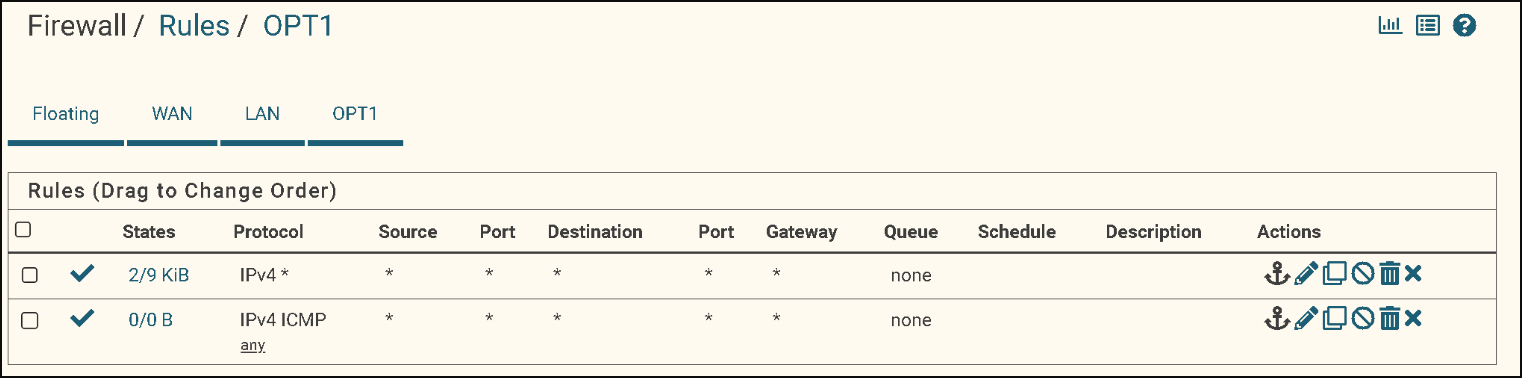 Firewall / Rules / OPT1
Floating WAN LAN OPT1
Rules (Drag to Change Order)
States Protocol Source Port Destination Port Gateway Queue Schedule Description Actions
2/9 KiB IPv4 * * * * * * none
0/0 B IPv4 ICMP * * * * * none
any